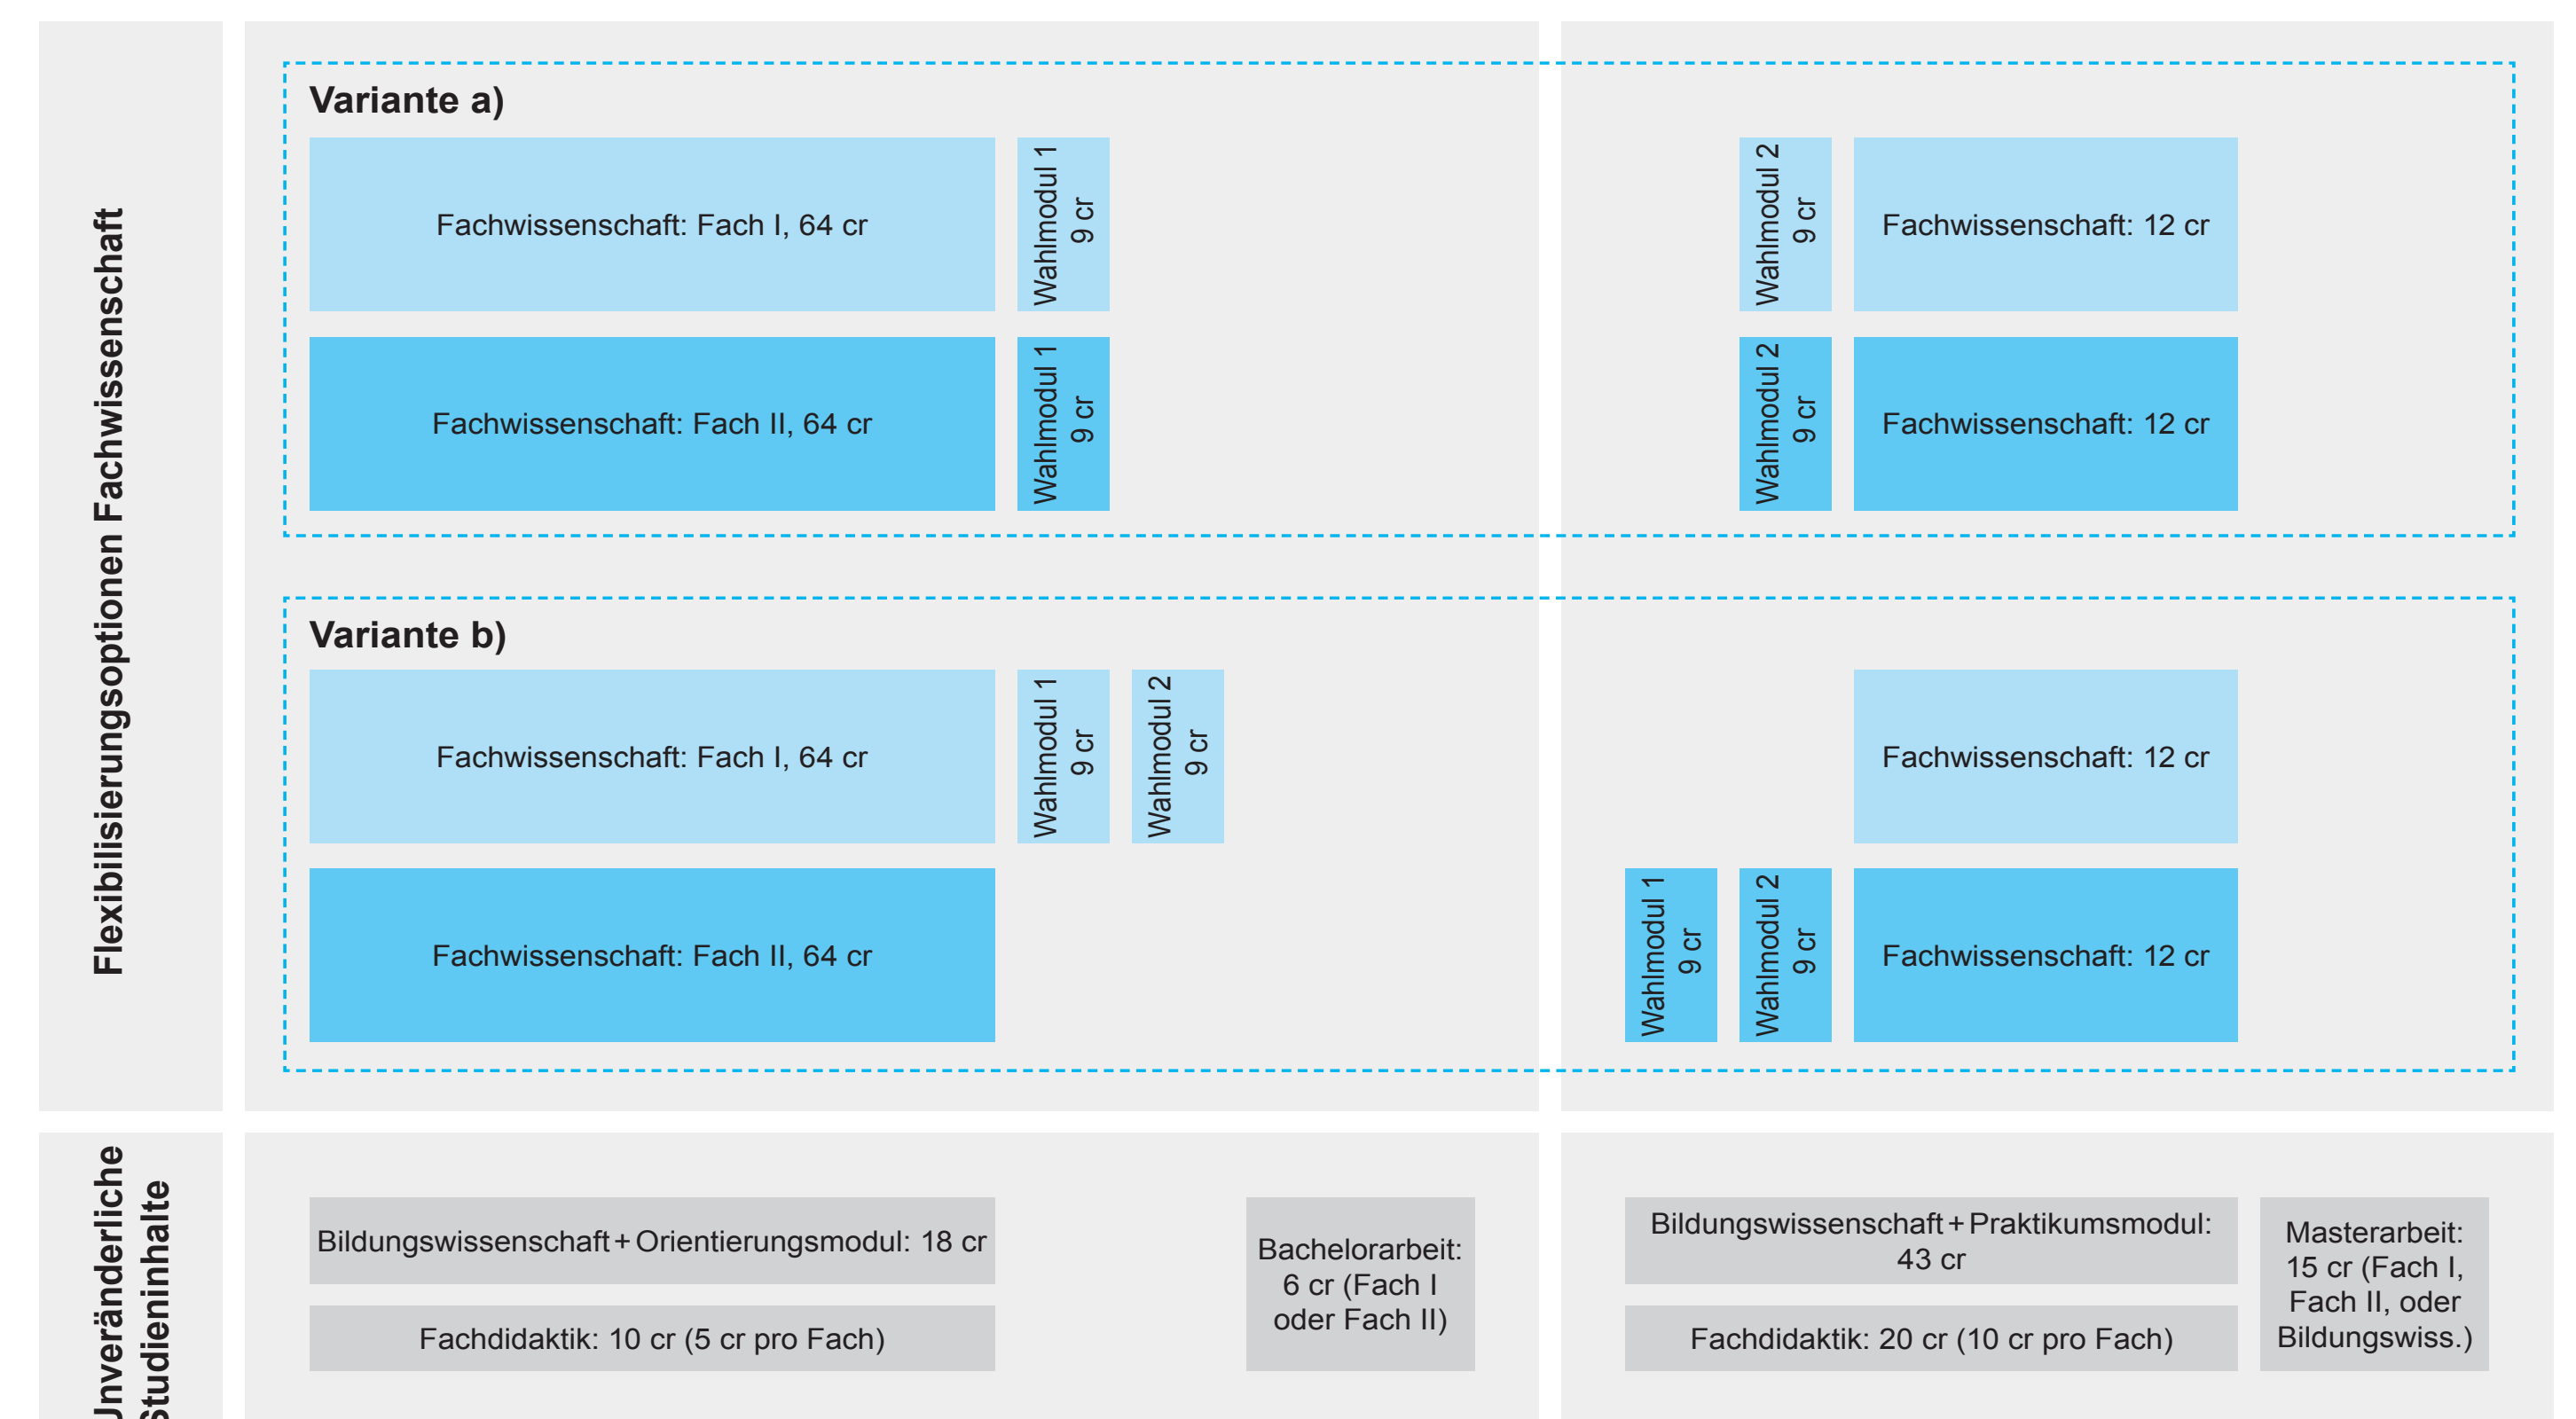 Flexibilisierungsoptionen Fachwissenschaft
Variante a)
Fachwissenschaft: Fach I, 64 cr
Wahlmodul 1
9 cr
Wahlmodul 2
9 cr
Fachwissenschaft: 12 cr
Fachwissenschaft: Fach II, 64 cr
Wahlmodul 1
9 cr
Wahlmodul 2
9 cr
Fachwissenschaft: 12 cr
Variante b)
Fachwissenschaft: Fach I, 64 cr
Wahlmodul 1
9 cr
Wahlmodul 2
9 cr
Fachwissenschaft: 12 cr
Fachwissenschaft: Fach II, 64 cr
Wahlmodul 1
9 cr
Wahlmodul 2
9 cr
Fachwissenschaft: 12 cr
Unveränderliche
Studieninhalte
Bildungswissenschaft + Orientierungsmodul: 18 cr
Fachdidaktik: 10 cr (5 cr pro Fach)
Bachelorarbeit:
6 cr (Fach I
oder Fach II)
Bildungswissenschaft + Praktikumsmodul:
43 cr
Fachdidaktik: 20 cr (10 cr pro Fach)
Masterarbeit:
15 cr (Fach I,
Fach II, oder
Bildungswiss.)